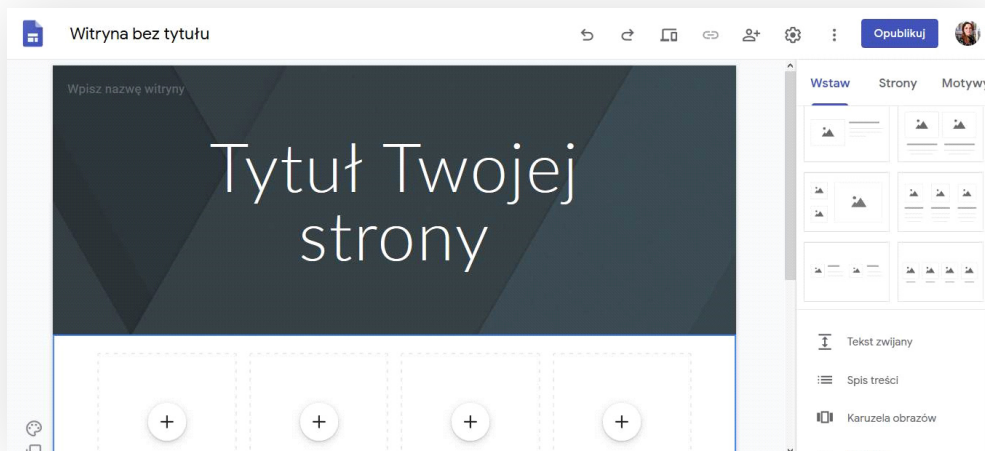 Witryna bez tytułu
Opublikuj
Wpisz nazwę witryny
Tytuł Twojej
strony
Wstaw Strony Motywy
Tekst zwijany
Spis treści
Karuzela obrazów